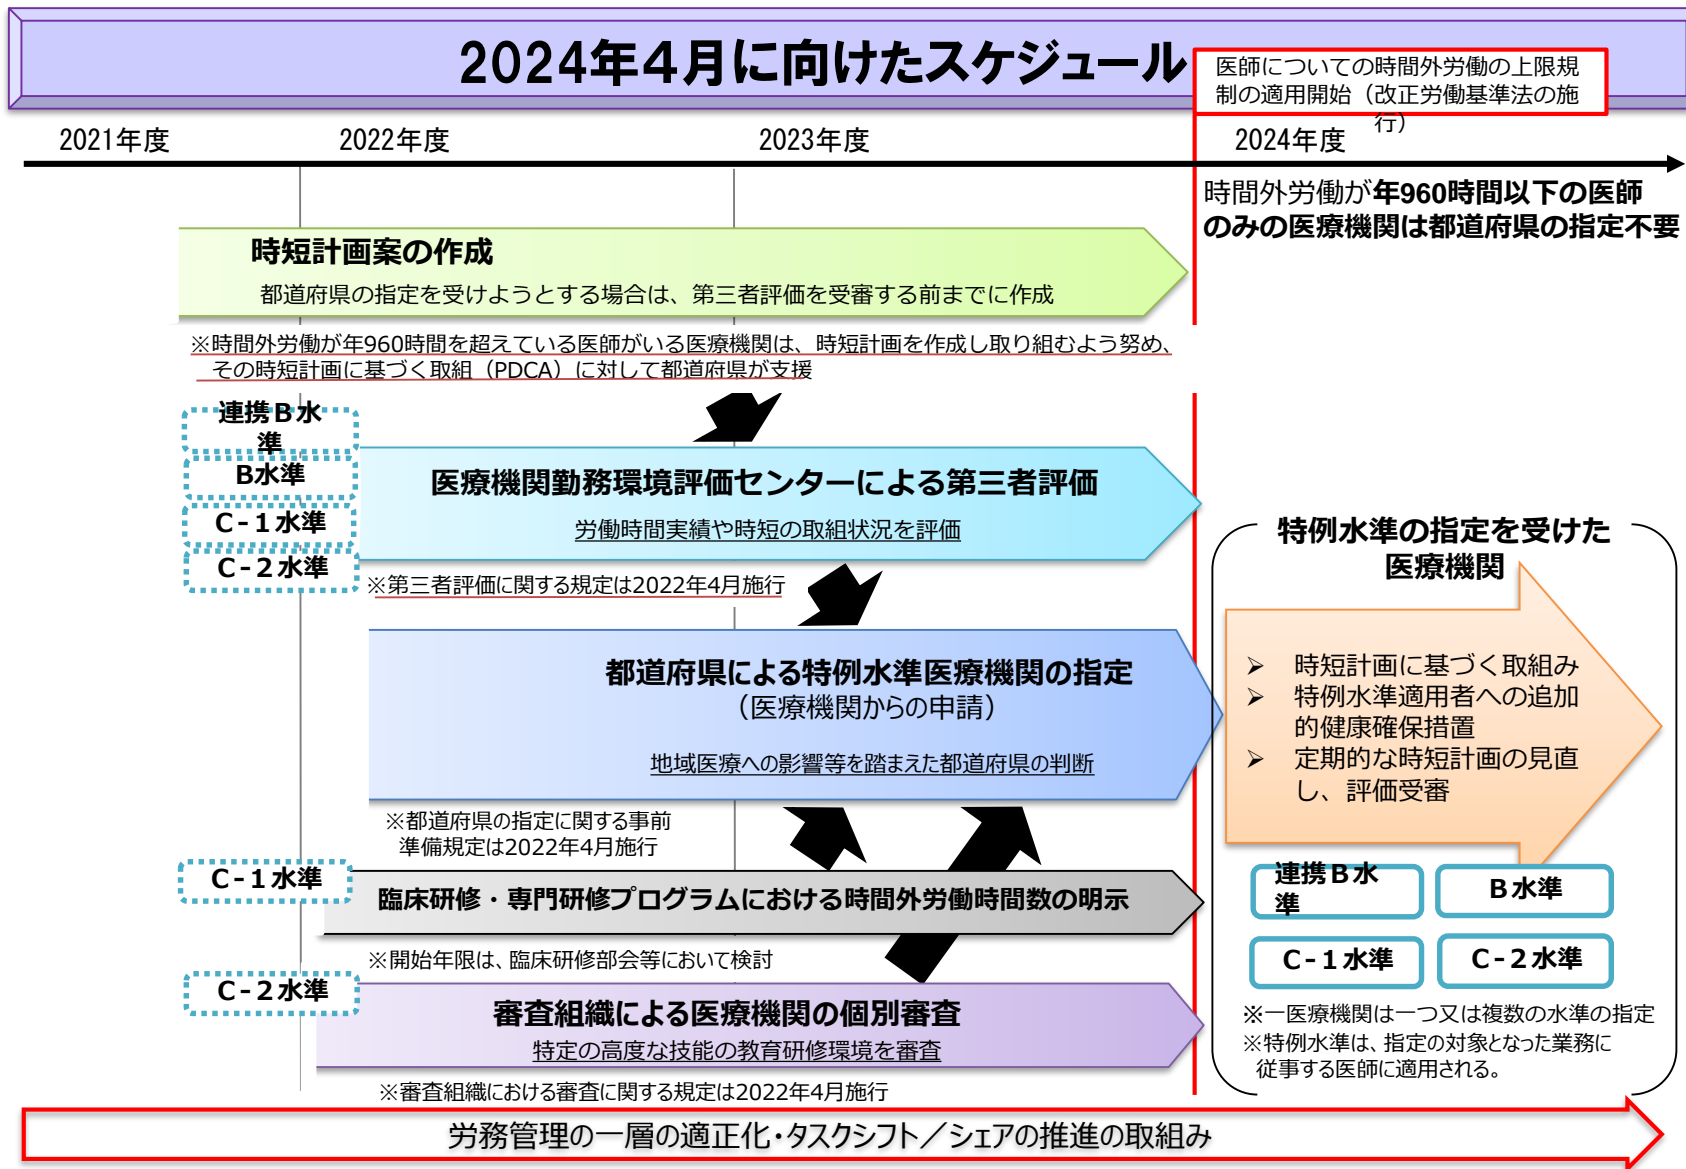 2024年４月に向けたスケジュール
医師についての時間外労働の上限規
制の適用開始（改正労働基準法の施
行）
2021年度
2022年度
2023年度
2024年度
時間外労働が年960時間以下の医師
のみの医療機関は都道府県の指定不要
時短計画案の作成
都道府県の指定を受けようとする場合は、第三者評価を受審する前までに作成
※時間外労働が年960時間を超えている医師がいる医療機関は、時短計画を作成し取り組むよう努め、
その時短計画に基づく取組（PDCA）に対して都道府県が支援
連携Ｂ水
準
B水準
Ｃ-１水準
Ｃ-２水準
医療機関勤務環境評価センターによる第三者評価
労働時間実績や時短の取組状況を評価
※第三者評価に関する規定は2022年4月施行
都道府県による特例水準医療機関の指定
（医療機関からの申請）
地域医療への影響等を踏まえた都道府県の判断
※都道府県の指定に関する事前
準備規定は2022年4月施行
Ｃ-１水準
臨床研修・専門研修プログラムにおける時間外労働時間数の明示
※開始年限は、臨床研修部会等において検討
Ｃ-２水準
審査組織による医療機関の個別審査
特定の高度な技能の教育研修環境を審査
※審査組織における審査に関する規定は2022年4月施行
特例水準の指定を受けた
医療機関
➢ 時短計画に基づく取組み
➢ 特例水準適用者への追加
的健康確保措置
➢ 定期的な時短計画の見直
し、評価受審
連携Ｂ水
準
Ｂ水準
Ｃ-１水準
Ｃ-２水準
※一医療機関は一つ又は複数の水準の指定
※特例水準は、指定の対象となった業務に
従事する医師に適用される。
労務管理の一層の適正化・タスクシフト／シェアの推進の取組み